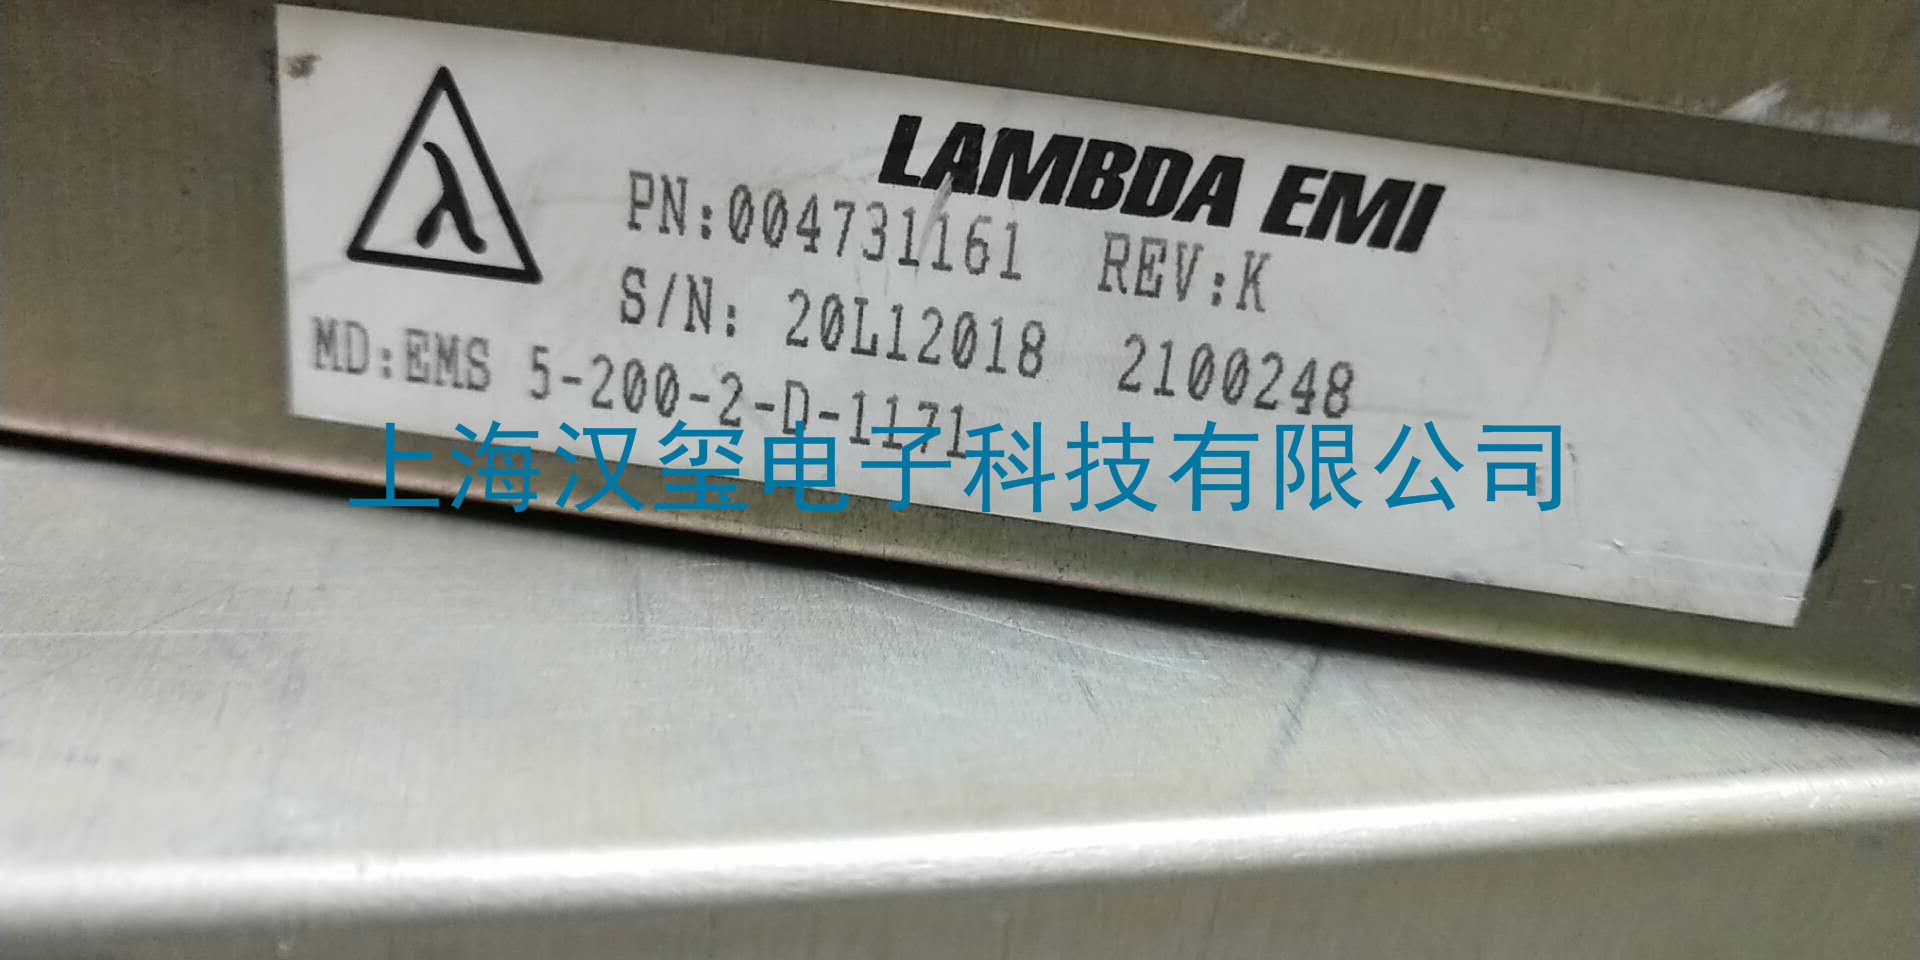 λ
LAMBDA EMI
PN:004731161 REV:K
S/N: 20L12018 2100248
MD:EMS 5-200-2-D-1171
上海汉玺电子科技有限公司